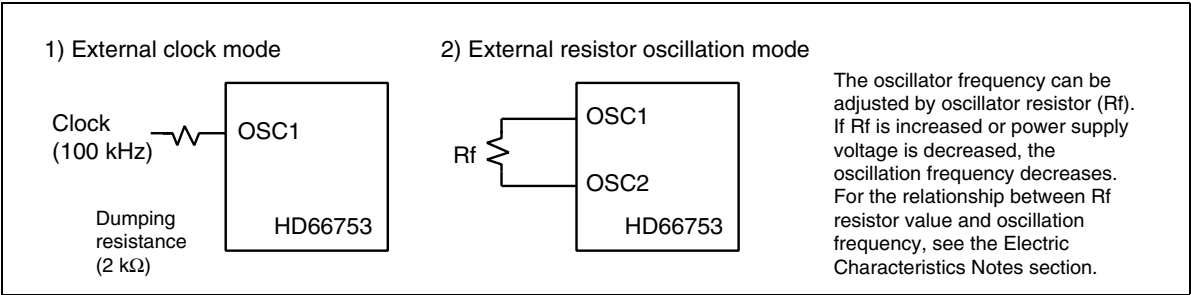 1) External clock mode
Clock
(100 kHz)
OSC1
HD66753
Dumping
resistance
(2 kΩ)
2) External resistor oscillation mode
Rf
OSC1
OSC2
HD66753
The oscillator frequency can be
adjusted by oscillator resistor (Rf).
If Rf is increased or power supply
voltage is decreased, the
oscillation frequency decreases.
For the relationship between Rf
resistor value and oscillation
frequency, see the Electric
Characteristics Notes section.